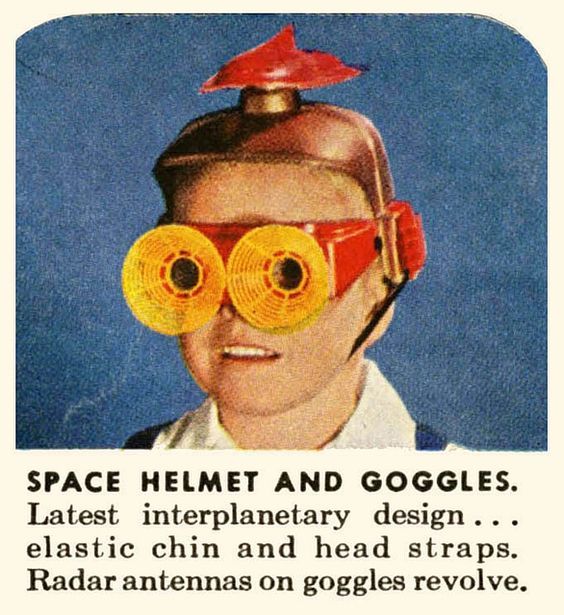 SPACE HELMET AND GOGGLES.
Latest interplanetary design...
elastic chin and head straps.
Radar antennas on goggles revolve.